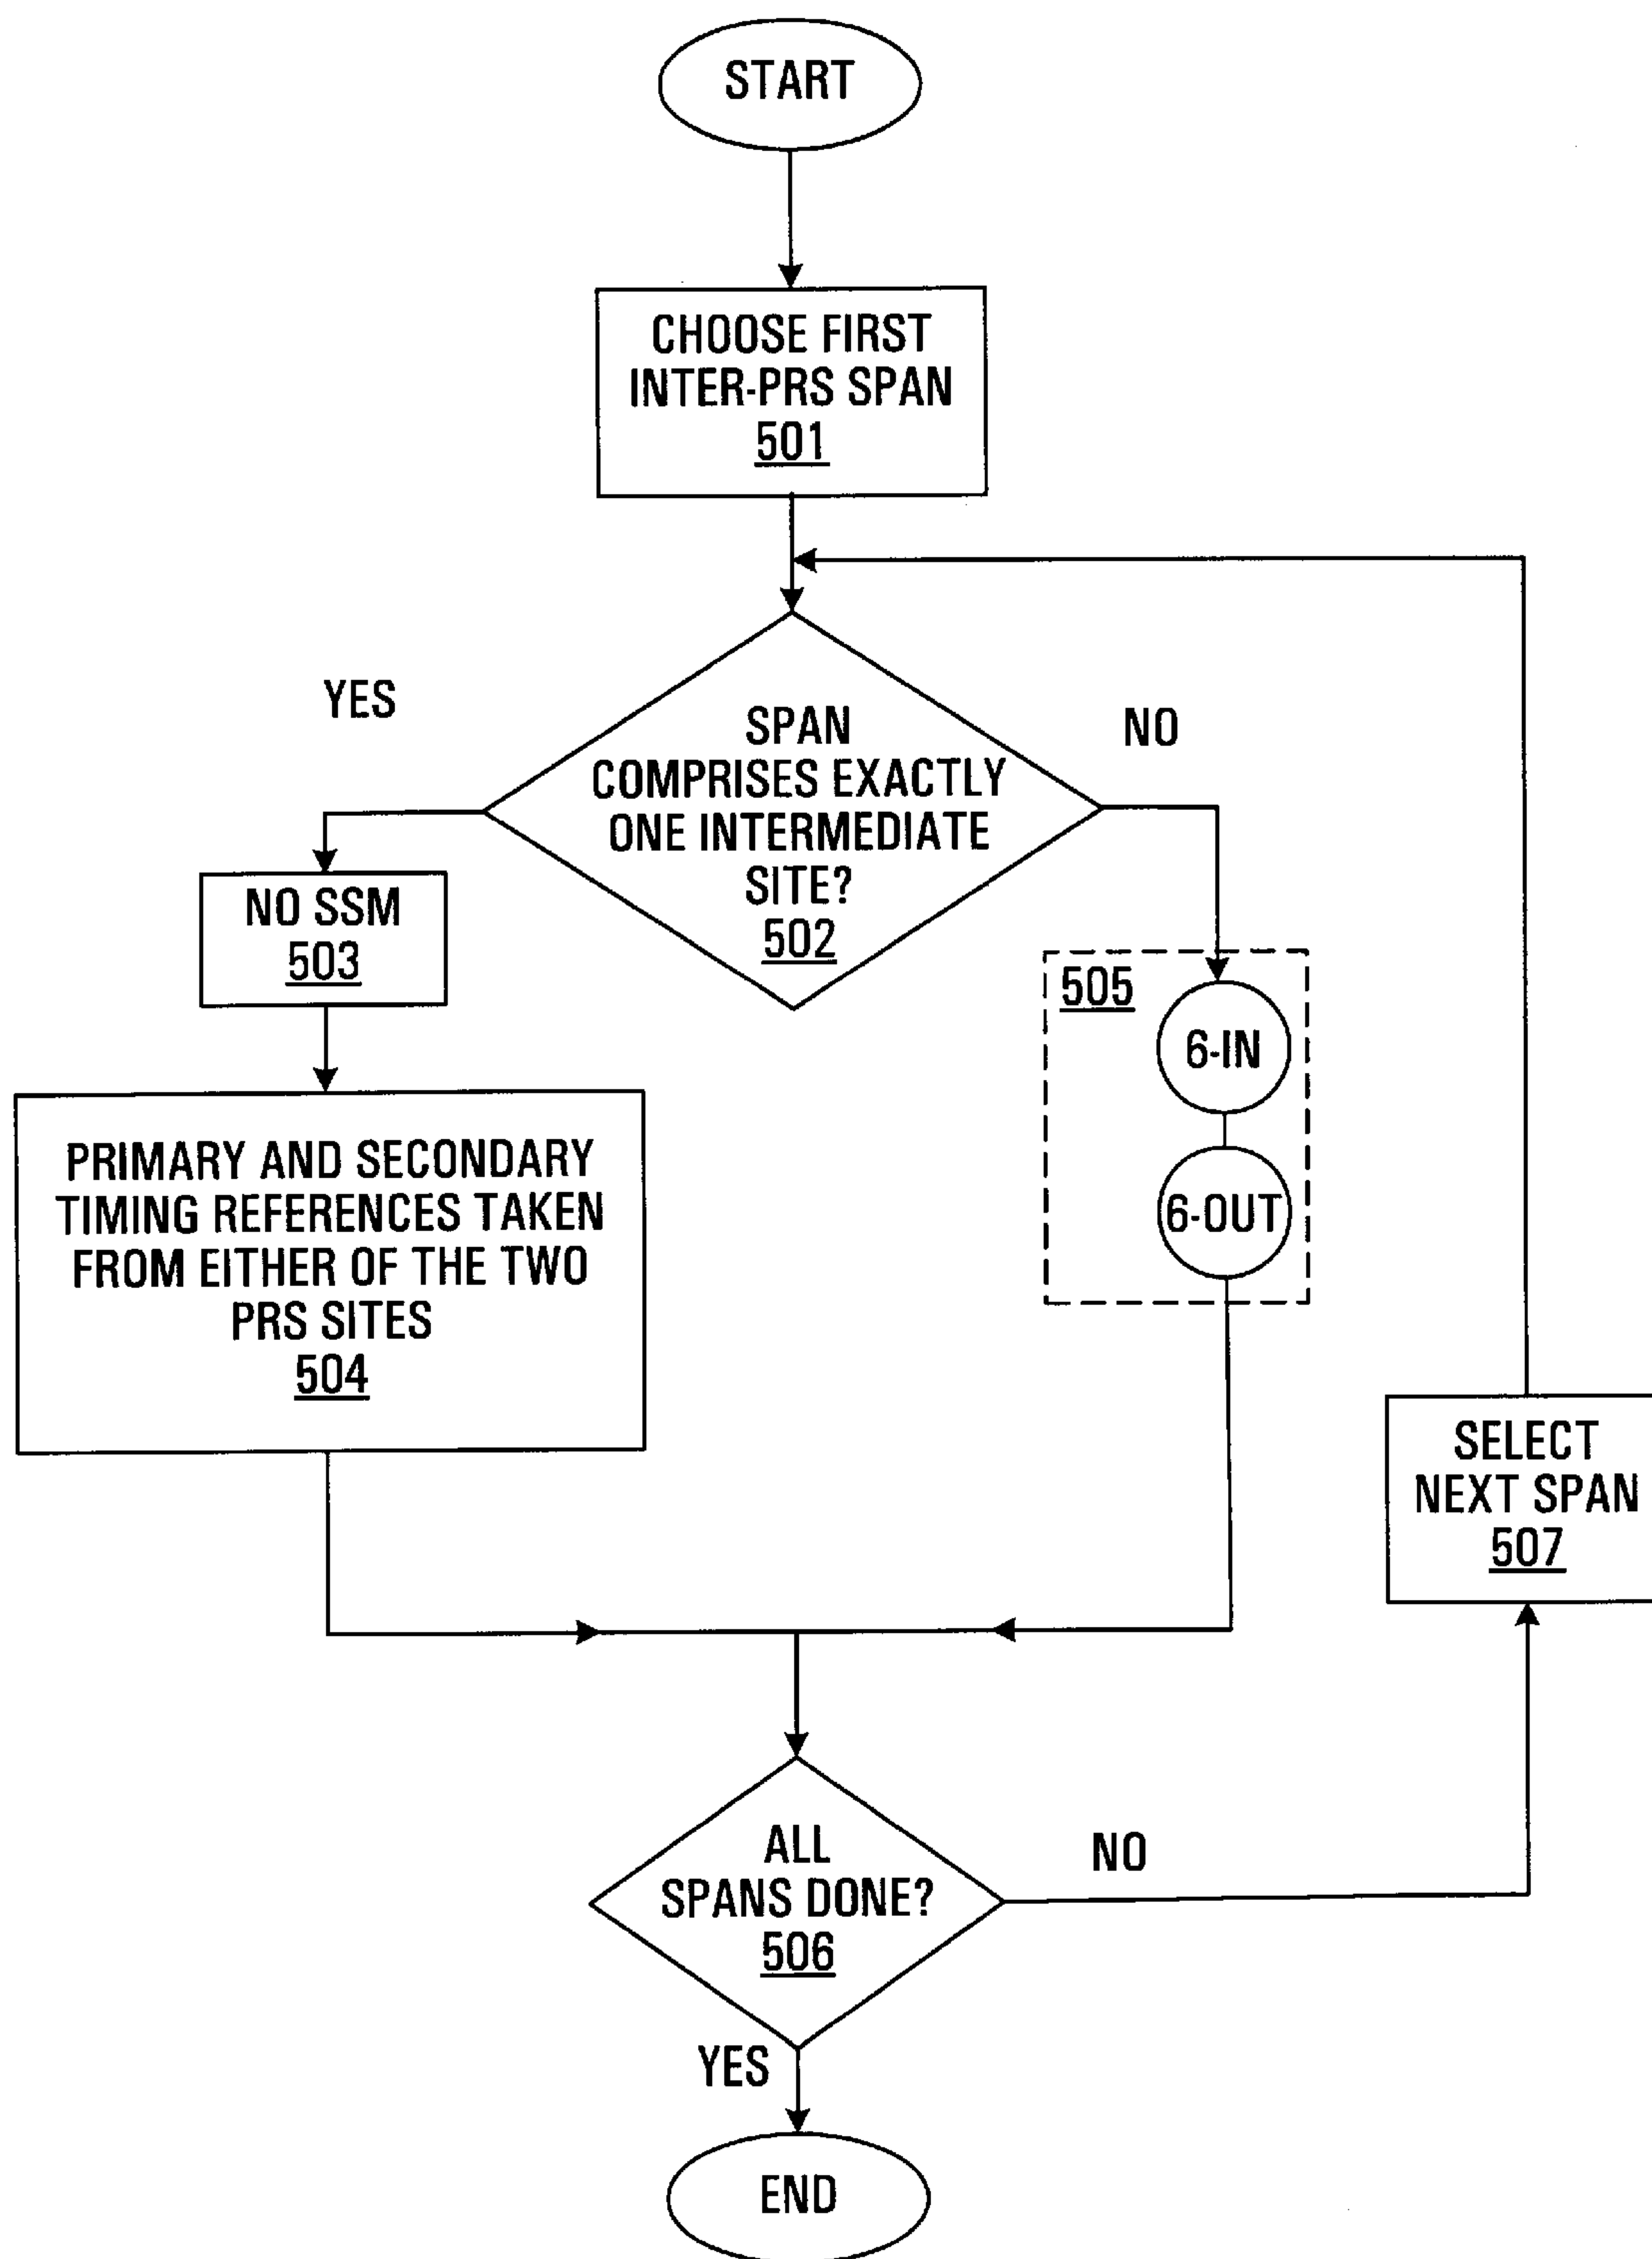 START
CHOOSE FIRST
INTER-PRS SPAN
501
YES
NO
SPAN
COMPRISES EXACTLY
ONE INTERMEDIATE
SITE?
502
NO SSM
503
505
6-IN
6-OUT
PRIMARY AND SECONDARY
TIMING REFERENCES TAKEN
FROM EITHER OF THE TWO
PRS SITES
504
SELECT
NEXT SPAN
507
ALL
SPANS DONE?
506
NO
YES
END